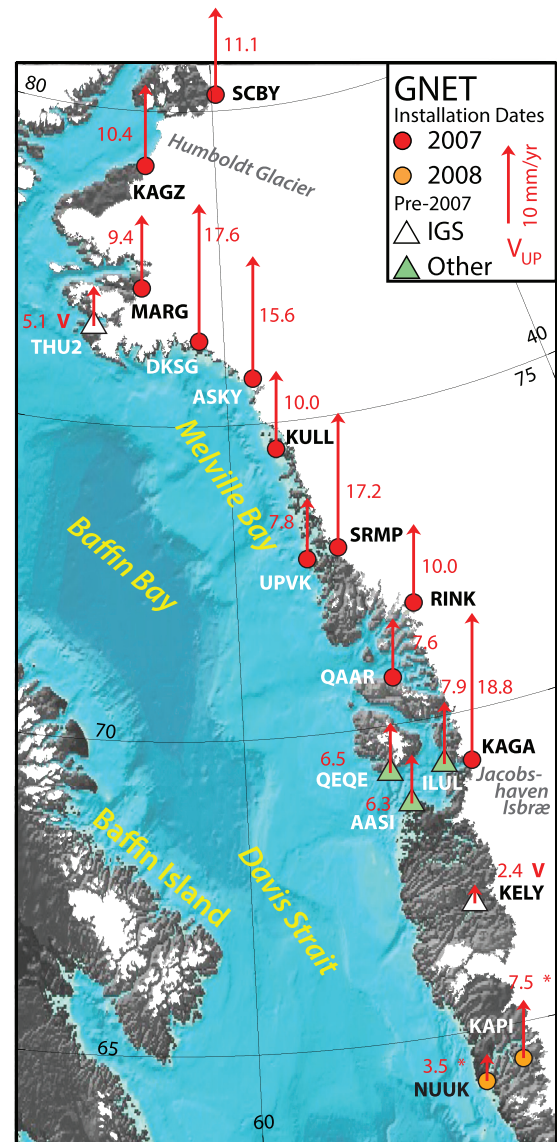 11.1
80
SCBY
GNET
Installation Dates
2007
2008
Pre-2007
IGS
Other
10 mm/yr
V UP
10.4
Humboldt Glacier
KAGZ
9.4
17.6
MARG
15.6
5.1 V
THU2
DKSG
ASKY
40
75
10.0
KULL
Melville Bay
17.2
7.8
SRMP
Baffin Bay
UPVK
10.0
RINK
7.6
QAAR
7.9
18.8
70
KAGA
6.5
QEQE
ILUL
Jacobs-
haven
Isbræ
6.3
AASI
Baffin Island
Davis Strait
2.4 V
KELY
7.5 *
KAPI
65
3.5 *
NUUK
60